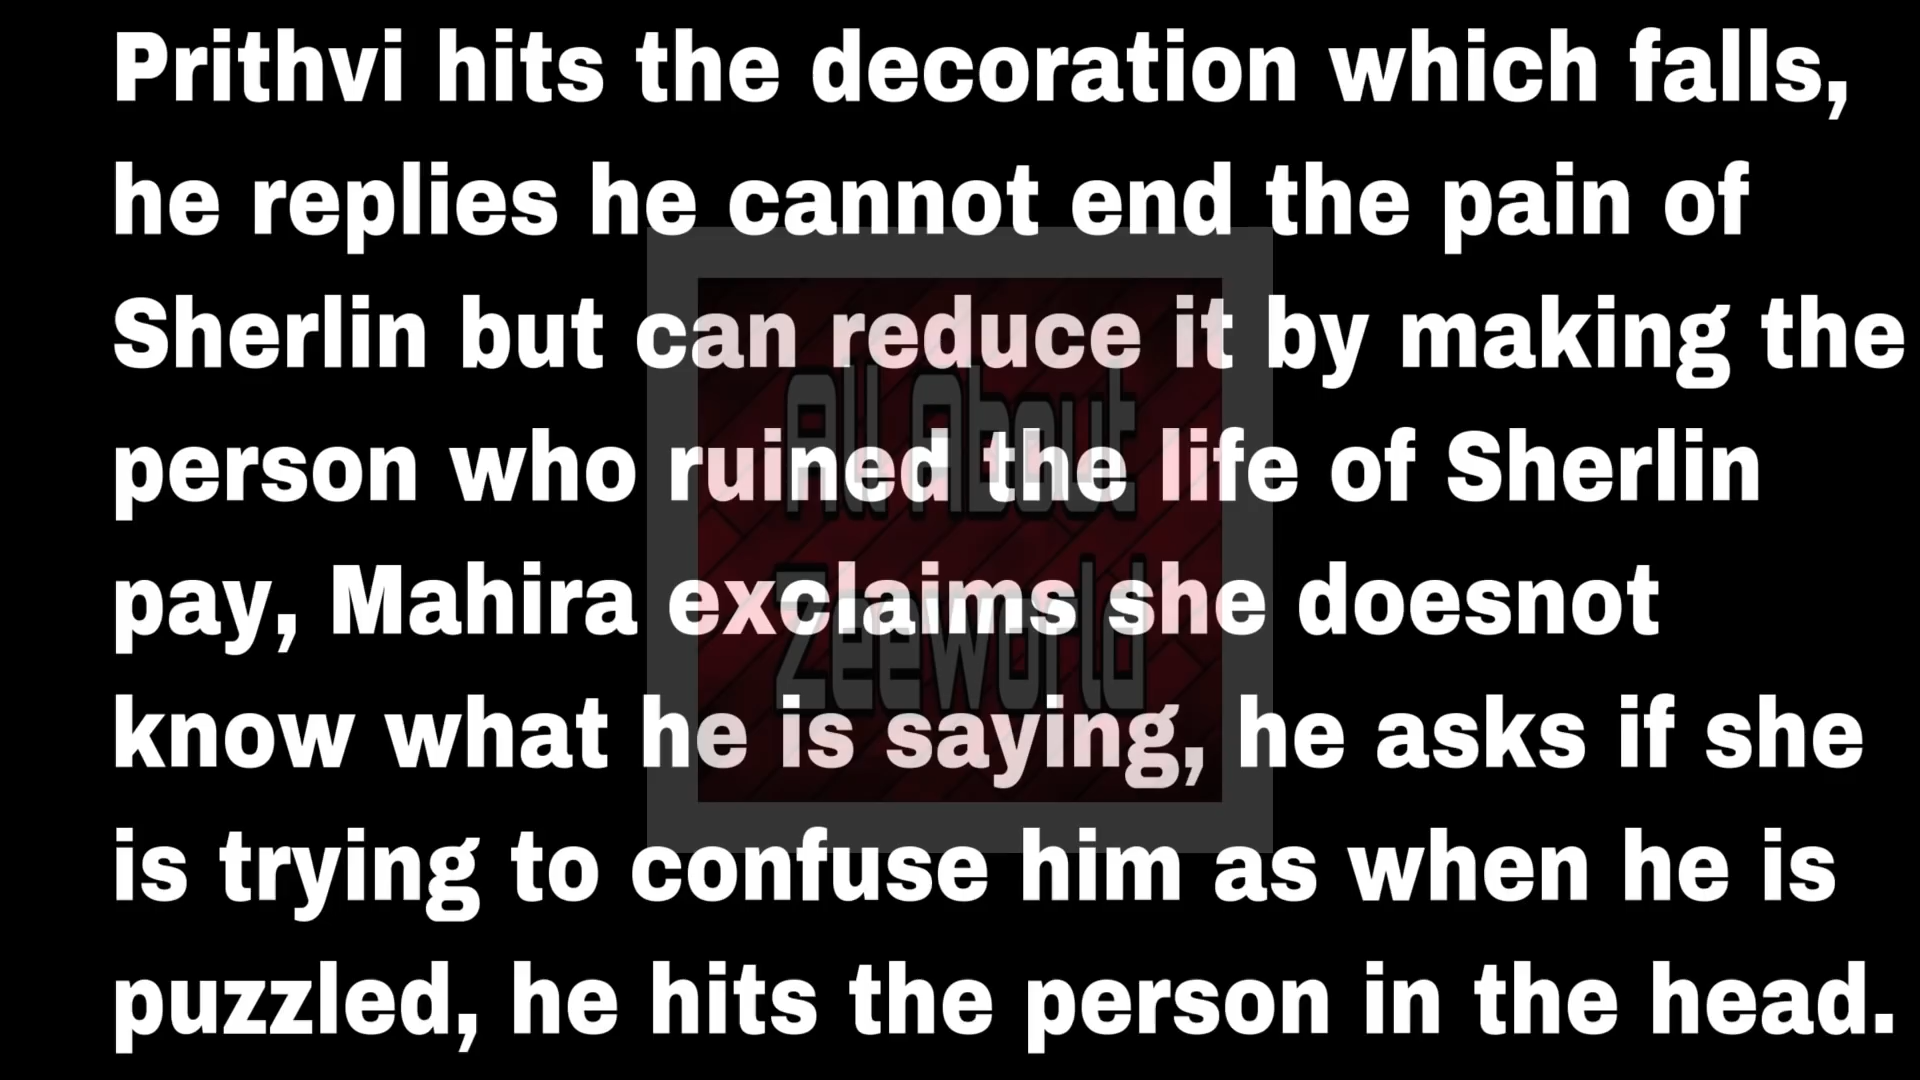 Prithvi hits the decoration which falls,
he replies he cannot end the pain of
Sherlin but can reduce it by making the
person who ruined the life of Sherlin
pay, Mahira exclaims she doesnot
know what he is saying, he asks if she
is trying to confuse him as when he is
puzzled, he hits the person in the head.
All About
Zeeworld